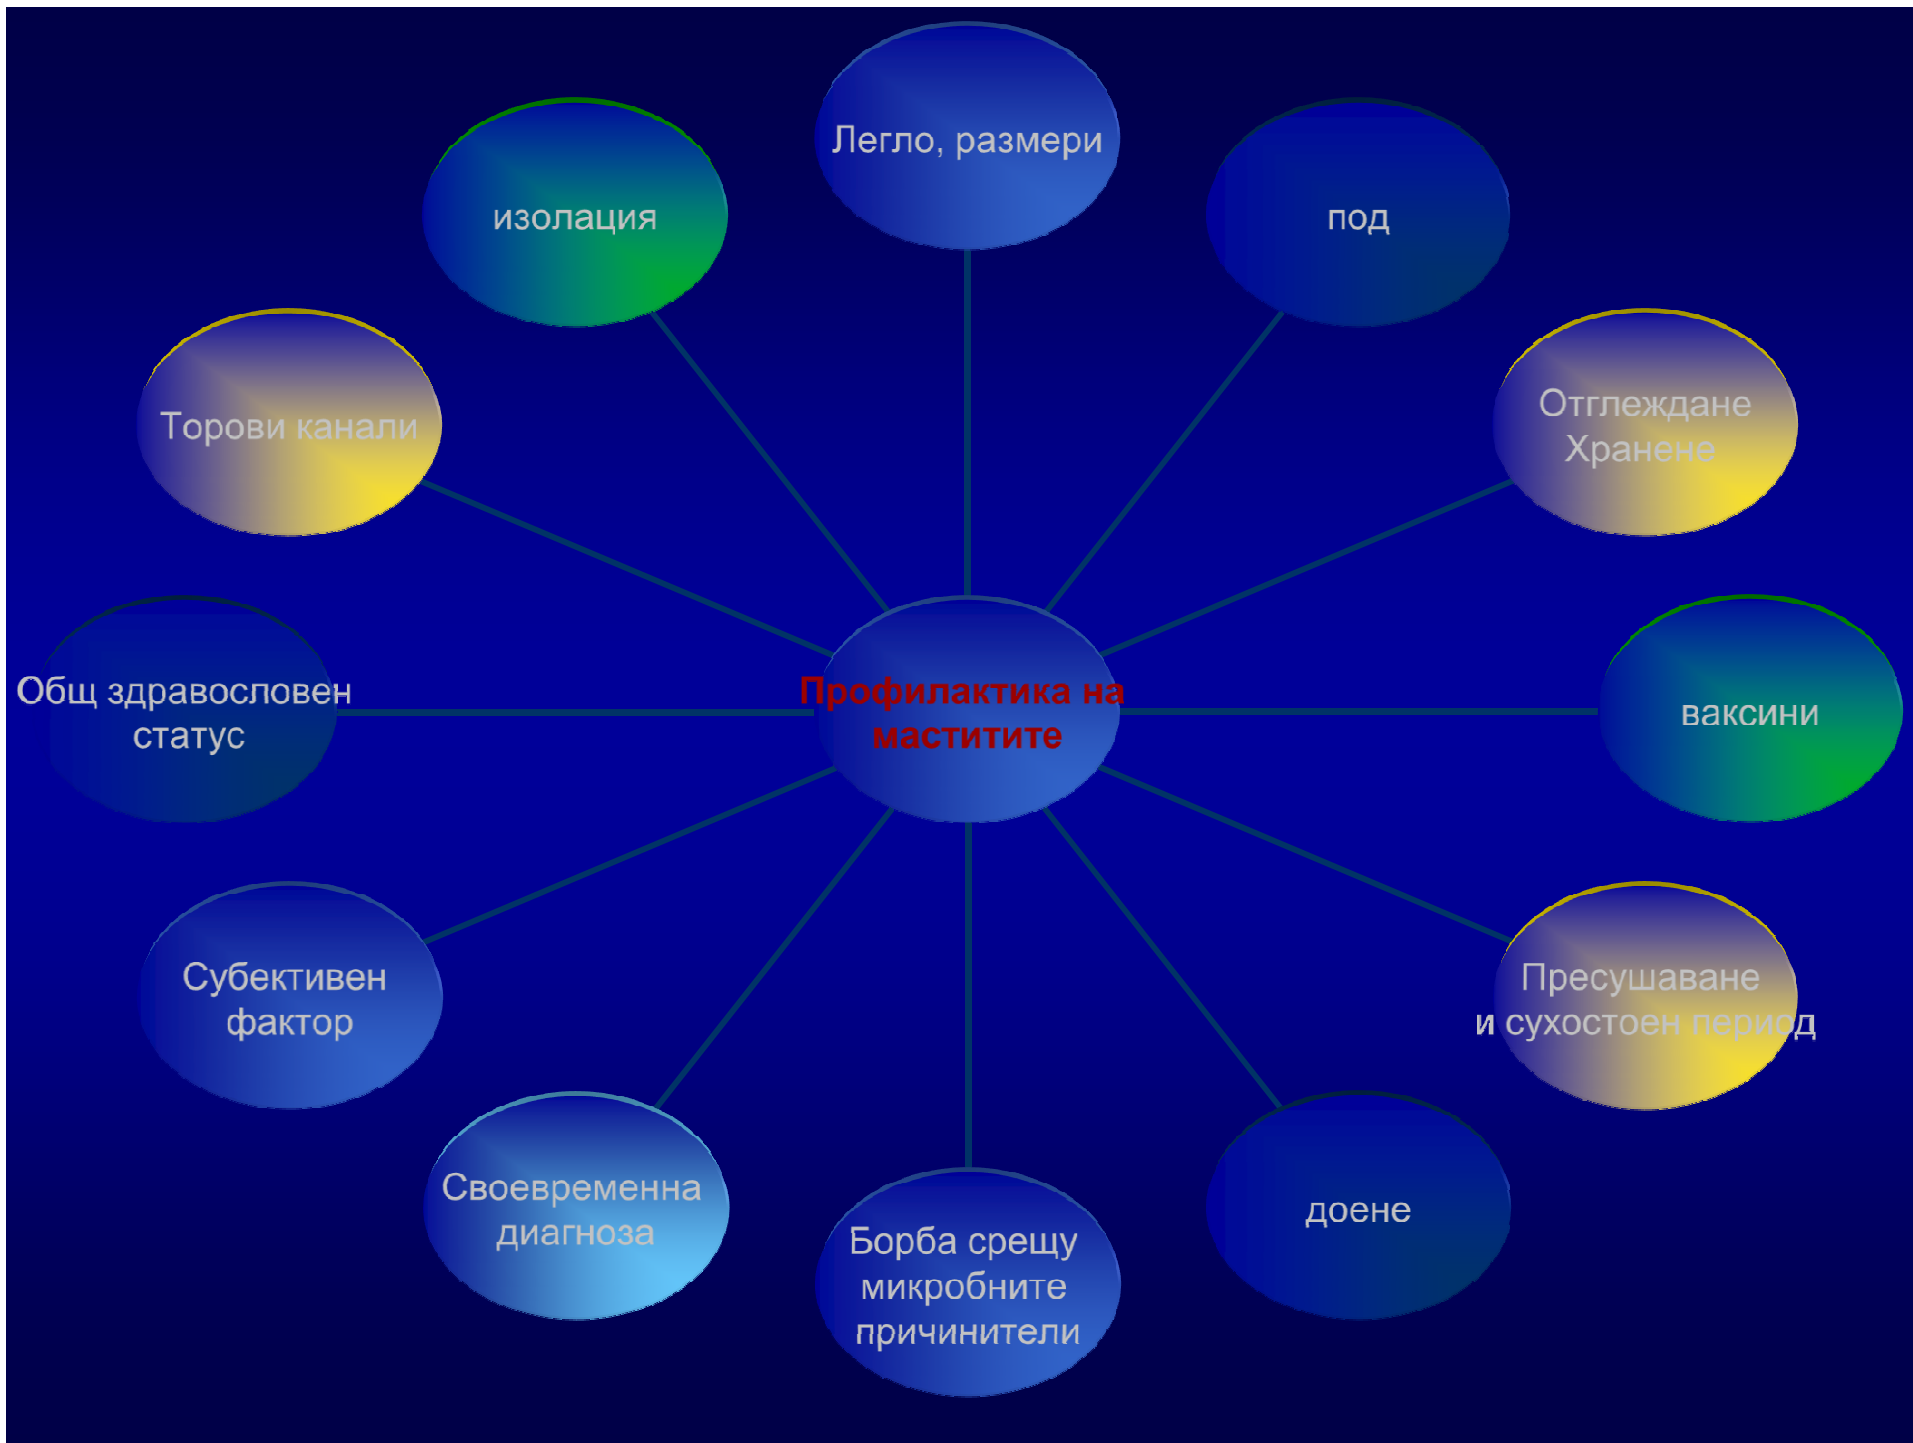 Легло, размери
под
Отглеждане
Хранене
ваксини
Пресушаване
и сухостоен период
доене
Борба срещу
микробните
причинители
Своевременна
диагноза
Субективен
фактор
Общ здравословен
статус
Торови канали
изолация
Профилактика на
маститите